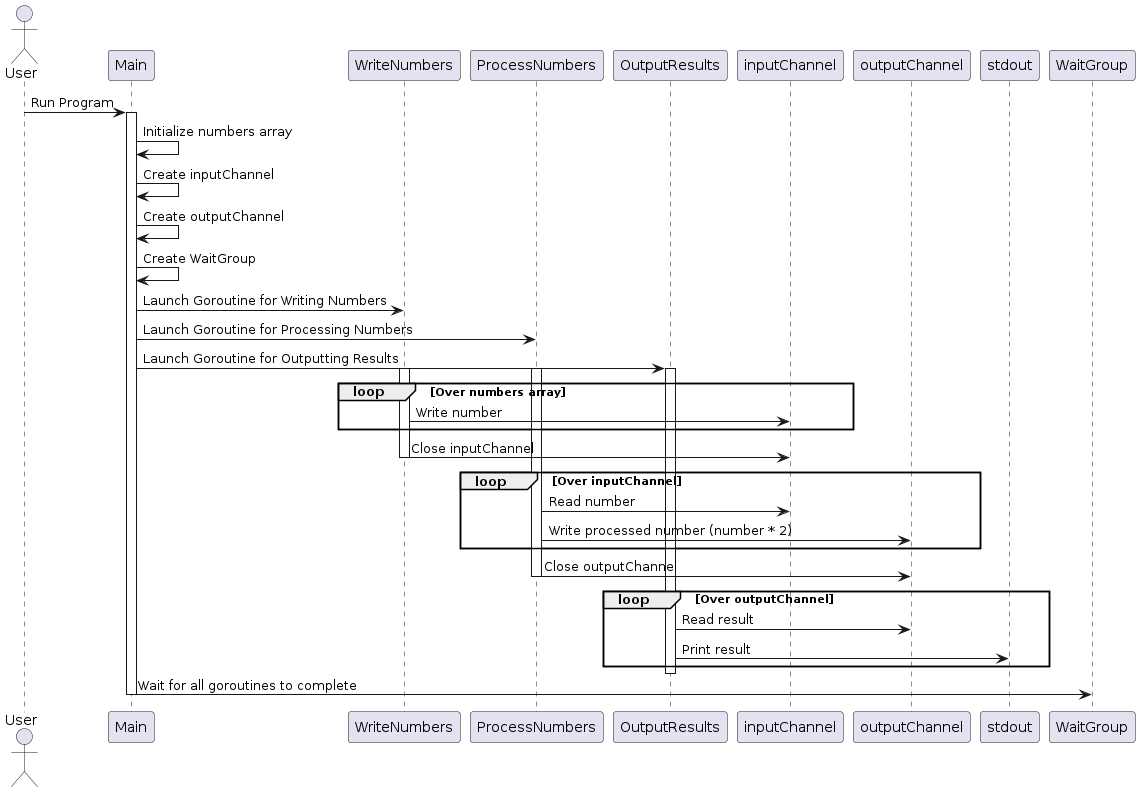 User
Main
WriteNumbers
ProcessNumbers
OutputResults
inputChannel
outputChannel
stdout
WaitGroup
Run Program
Initialize numbers array
Create inputChannel
Create outputChannel
Create WaitGroup
Launch Goroutine for Writing Numbers
Launch Goroutine for Processing Numbers
Launch Goroutine for Outputting Results
loop [Over numbers array]
Write number
Close inputChannel
loop [Over inputChannel]
Read number
Write processed number (number * 2)
Close outputChannel
loop [Over outputChannel]
Read result
Print result
Wait for all goroutines to complete
User
Main
WriteNumbers
ProcessNumbers
OutputResults
inputChannel
outputChannel
stdout
WaitGroup